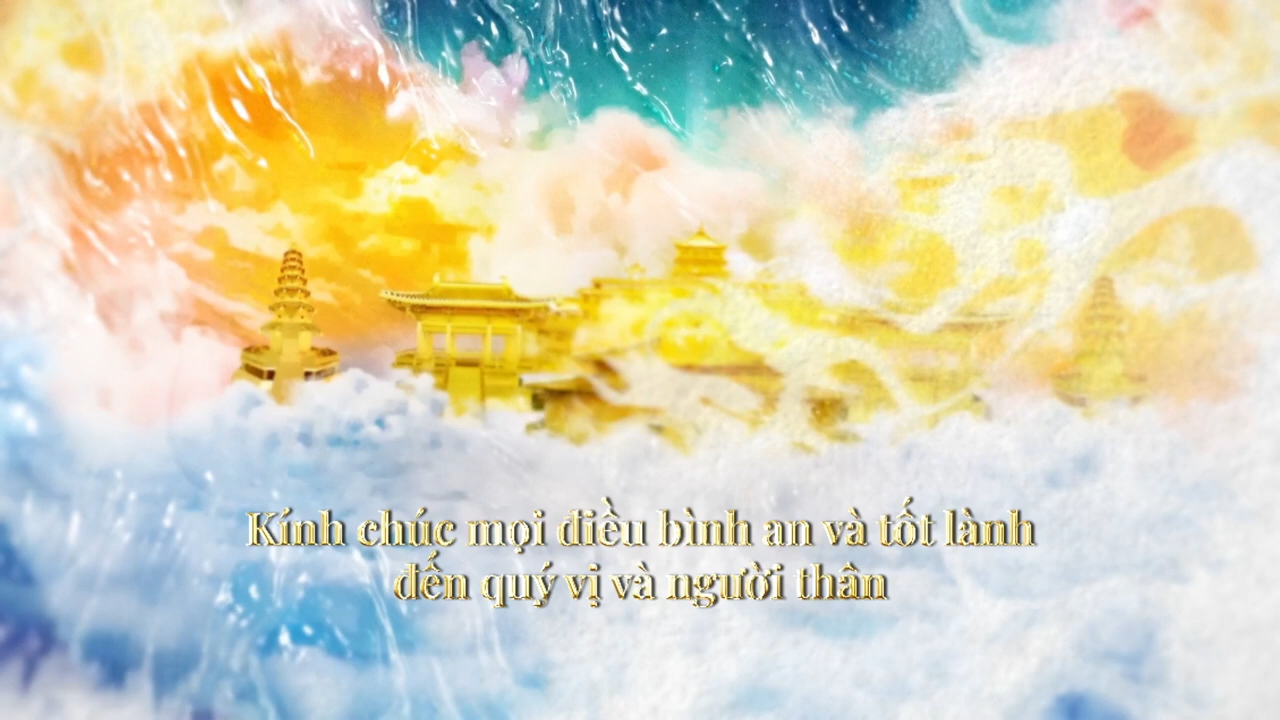 Kính chúc mọi điều bình an và tốt lành
đến quý vị và người thân